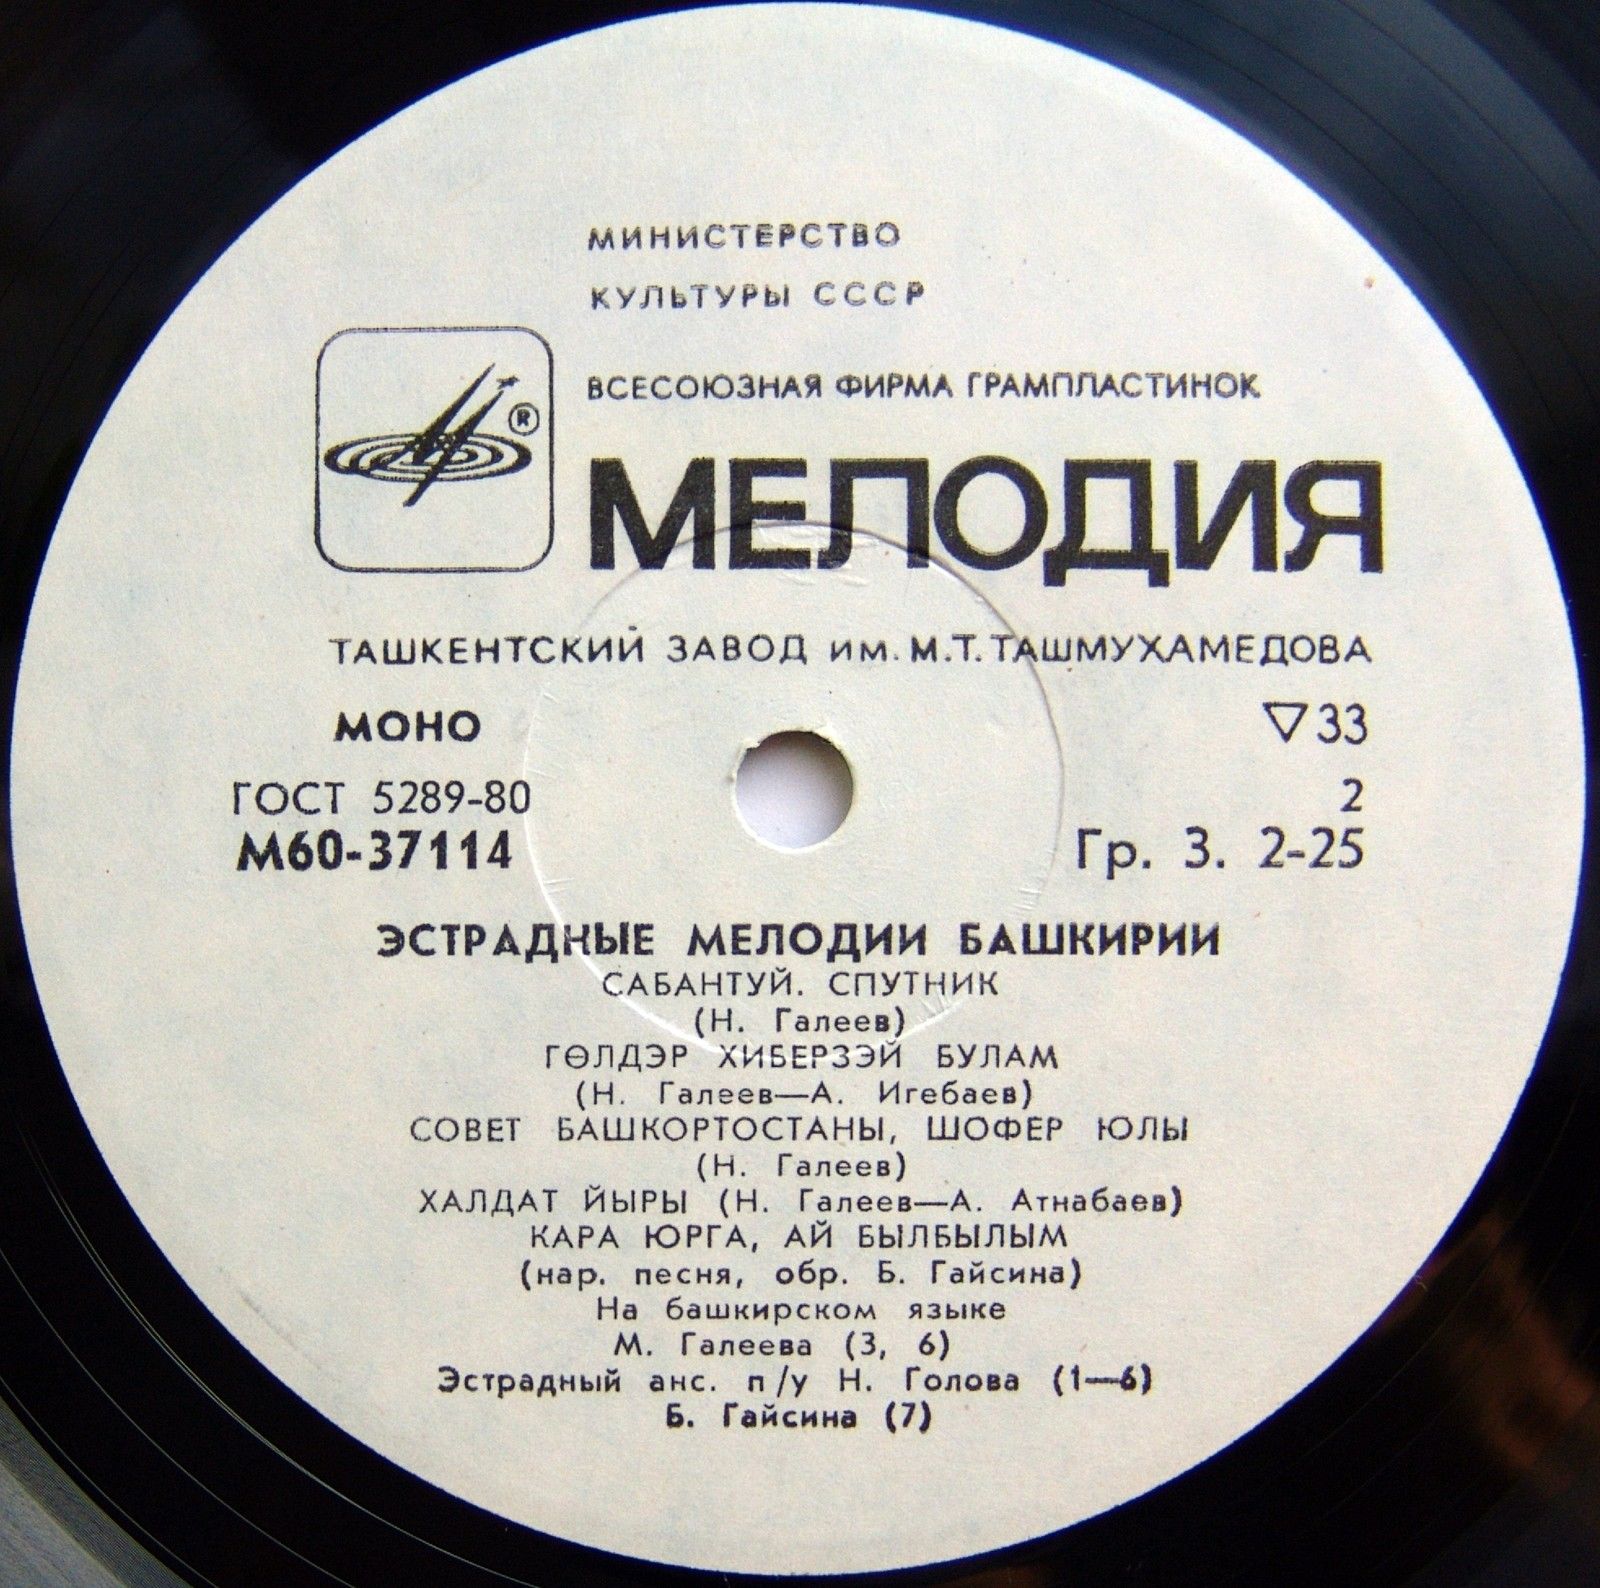 МИНИСТЕРСТВО
КУЛЬТУРЫ СССР
ВСЕСОЮЗНАЯ ФИРМА ГРАМПЛАСТИНОК
®
МЕЛОДИЯ
ТАШКЕНТСКИЙ ЗАВОД им. М.Т. ТАШМУХАМЕДОВА
МОНО ▽33
ГОСТ 5289-80 2
М60-37114 Гр. 3. 2-25
ЭСТРАДНЫЕ МЕЛОДИИ БАШКИРИИ
САБАНТУЙ. СПУТНИК
(Н. Галеев)
ГӨЛДЭР ХИБЕРЗЭЙ БУЛАМ
(Н. Галеев—А. Игебаев)
СОВЕТ БАШКОРТОСТАНЫ, ШОФЕР ЮЛЫ
(Н. Галеев)
ХАЛДАТ ЙЫРЫ (Н. Галеев—А. Атнабаев)
КАРА ЮРГА, АЙ БЫЛБЫЛЫМ
(нар. песня, обр. Б. Гайсина)
На башкирском языке
М. Галеева (3, 6)
Эстрадный анс. п/у Н. Голова (1—6)
Б. Гайсина (7)